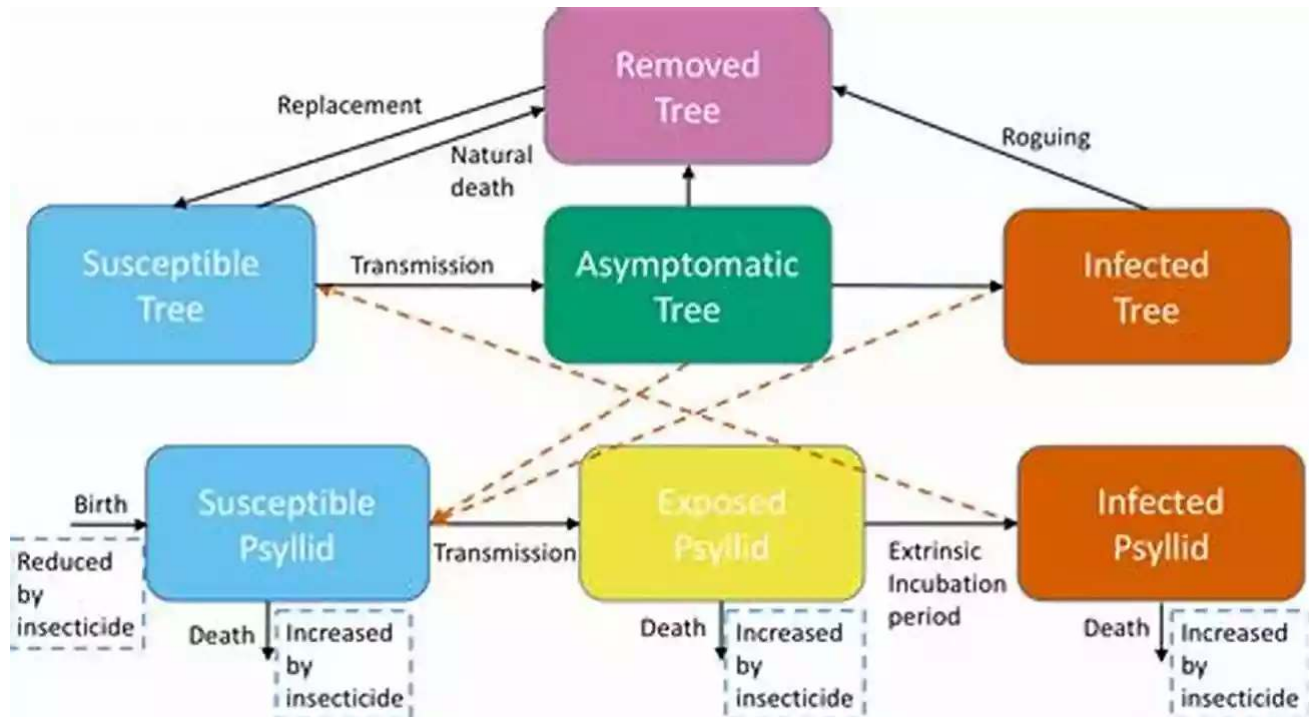 Removed
Tree
Replacement
Natural
death
Roguing
Susceptible
Tree
Transmission
Asymptomatic
Tree
Infected
Tree
Birth
Reduced
by
insecticide
Susceptible
Psyllid
Transmission
Exposed
Psyllid
Extrinsic
Incubation
period
Infected
Psyllid
Death
Increased
by
insecticide
Death
Increased
by
insecticide
Death
Increased
by
insecticide